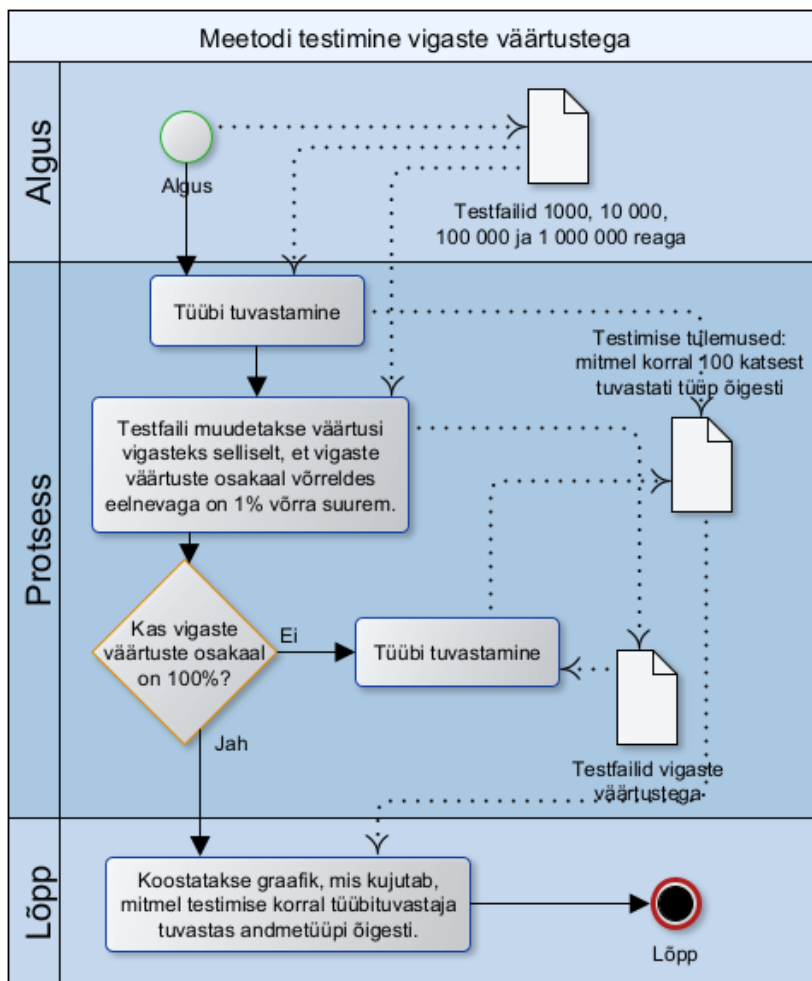 Meetodi testimine vigaste väärtustega
Algus
Algus
Testfailid 1000, 10 000,
100 000 ja 1 000 000 reaga
Protsess
Tüübi tuvastamine
Testimise tulemused:
mitmel korral 100 katsest
tuvastati tüüp õigesti
Testfaili muudetakse väärtusi
vigasteks selliselt, et vigaste
väärtuste osakaal võrreldes
eelnevaga on 1% võrra suurem.
Kas vigaste
väärtuste osakaal
on 100%?
Ei
Tüübi tuvastamine
Jah
Testfailid vigaste
väärtustega
Lõpp
Koostatakse graafik, mis kujutab,
mitmel testimise korral tüübituvastaja
tuvastas andmetüüpi õigesti.
Lõpp